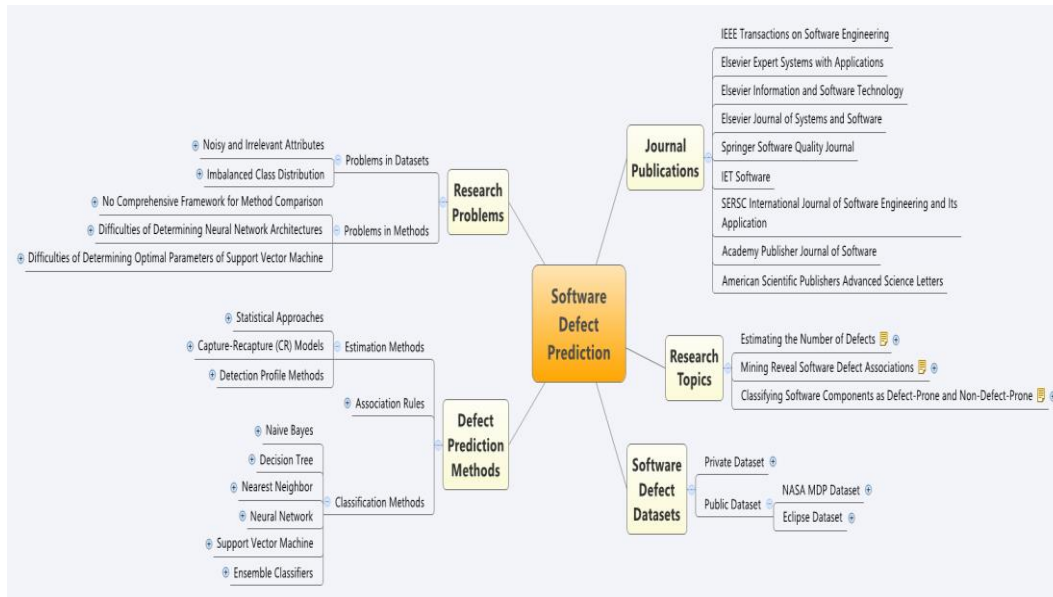 IEEE Transactions on Software Engineering
Elsevier Expert Systems with Applications
Elsevier Information and Software Technology
Elsevier Journal of Systems and Software
Journal
Publications
Springer Software Quality Journal
IET Software
SERSC International Journal of Software Engineering and Its
Application
Academy Publisher Journal of Software
American Scientific Publishers Advanced Science Letters
Noisy and Irrelevant Attributes
Problems in Datasets
Imbalanced Class Distribution
Research
Problems
No Comprehensive Framework for Method Comparison
Difficulties of Determining Neural Network Architectures
Problems in Methods
Difficulties of Determining Optimal Parameters of Support Vector Machine
Software
Defect
Prediction
Research
Topics
Estimating the Number of Defects
Mining Reveal Software Defect Associations
Classifying Software Components as Defect-Prone and Non-Defect-Prone
Statistical Approaches
Capture-Recapture (CR) Models
Estimation Methods
Detection Profile Methods
Association Rules
Defect
Prediction
Methods
Naive Bayes
Decision Tree
Nearest Neighbor
Classification Methods
Neural Network
Support Vector Machine
Ensemble Classifiers
Software
Defect
Datasets
Private Dataset
Public Dataset
NASA MDP Dataset
Eclipse Dataset